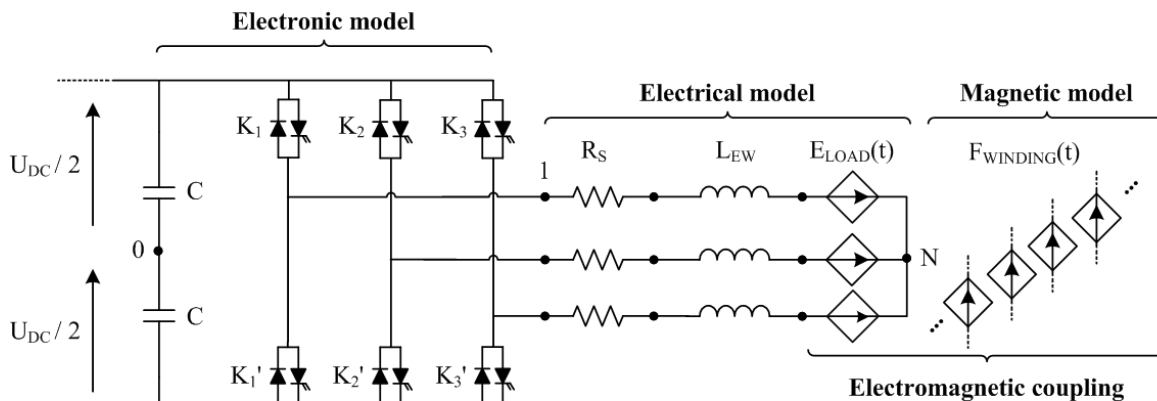 Electronic model
Electrical model
Magnetic model
K₁ K₂ K₃
R_S L_EW E_LOAD(t) F_WINDING(t)
U_DC / 2
C
1
0
N
U_DC / 2
C
K₁' K₂' K₃'
Electromagnetic coupling